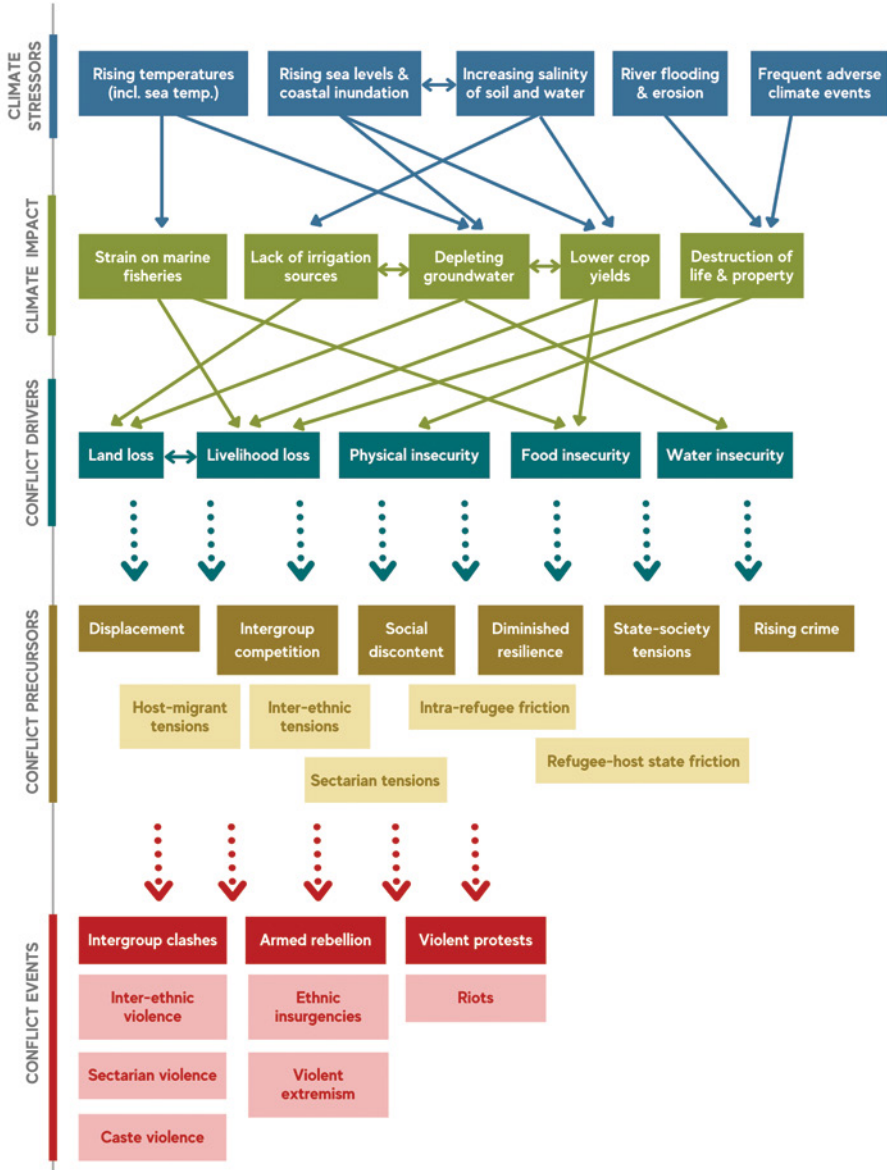 CLIMATE
STRESSORS
Rising temperatures
(incl. sea temp.)
Rising sea levels &
coastal inundation
Increasing salinity
of soil and water
River flooding
& erosion
Frequent adverse
climate events
CLIMATE IMPACT
Strain on marine
fisheries
Lack of irrigation
sources
Depleting
groundwater
Lower crop
yields
Destruction of
life & property
CONFLICT DRIVERS
Land loss
Livelihood loss
Physical insecurity
Food insecurity
Water insecurity
CONFLICT PRECURSORS
Displacement
Intergroup
competition
Social
discontent
Diminished
resilience
State-society
tensions
Rising crime
Host-migrant
tensions
Inter-ethnic
tensions
Intra-refugee friction
Sectarian tensions
Refugee-host state friction
CONFLICT EVENTS
Intergroup clashes
Armed rebellion
Violent protests
Inter-ethnic
violence
Ethnic
insurgencies
Riots
Sectarian violence
Violent
extremism
Caste violence